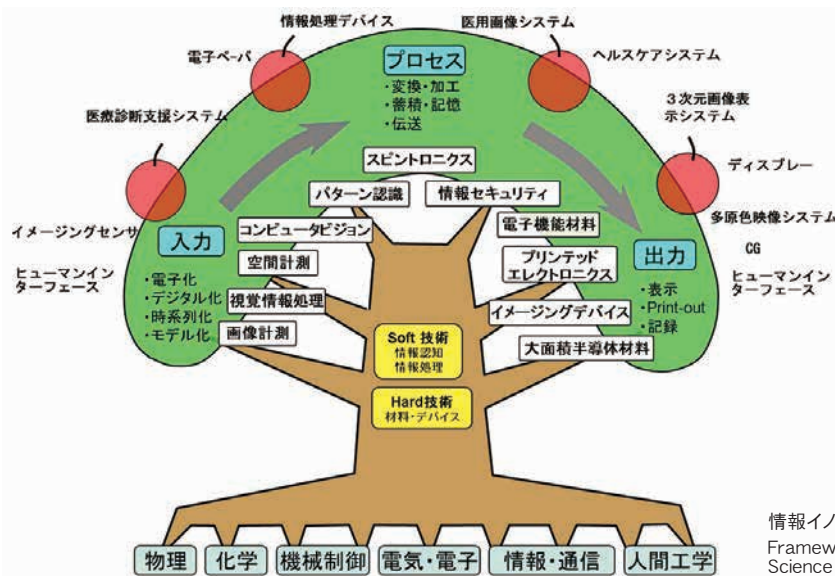 情報処理デバイス
電子ペーパ
医療診断支援システム
イメージングセンサ
ヒューマンイン
ターフェース
医用画像システム
ヘルスケアシステム
3次元画像表
示システム
ディスプレー
多原色映像システム
CG
ヒューマンイン
ターフェース
プロセス
・変換・加工
・蓄積・記憶
・伝送
入力
・電子化
・デジタル化
・時系列化
・モデル化
出力
・表示
・Print-out
・記録
スピントロニクス
パターン認識
情報セキュリティ
コンピュータビジョン
電子機能材料
空間計測
プリンテッド
エレクトロニクス
視覚情報処理
イメージングデバイス
画像計測
大面積半導体材料
Soft 技術
情報認知
情報処理
Hard技術
材料・デバイス
物理
化学
機械制御
電気・電子
情報・通信
人間工学
情報イノ
Framew
Science